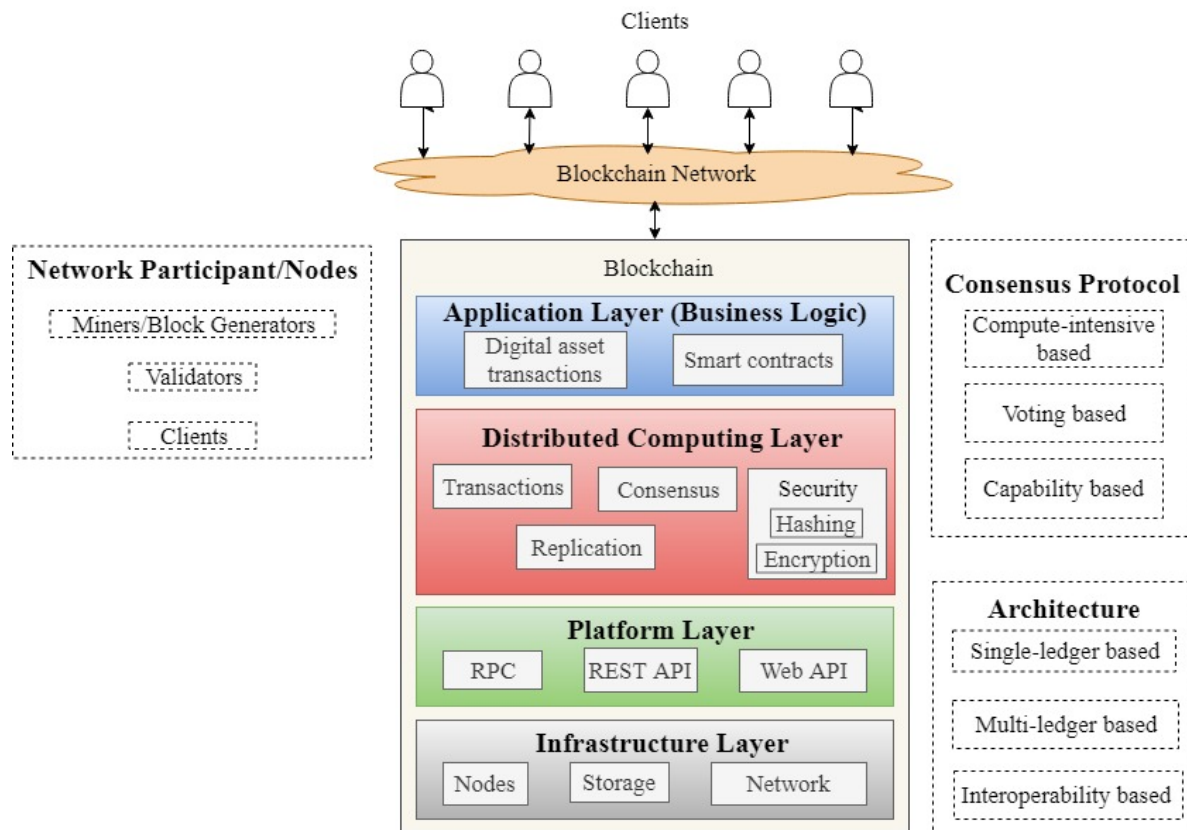 Clients
Blockchain Network
Network Participant/Nodes
Miners/Block Generators
Validators
Clients
Blockchain
Application Layer (Business Logic)
Digital asset
transactions
Smart contracts
Distributed Computing Layer
Transactions
Consensus
Replication
Security
Hashing
Encryption
Platform Layer
RPC
REST API
Web API
Infrastructure Layer
Nodes
Storage
Network
Consensus Protocol
Compute-intensive
based
Voting based
Capability based
Architecture
Single-ledger based
Multi-ledger based
Interoperability based